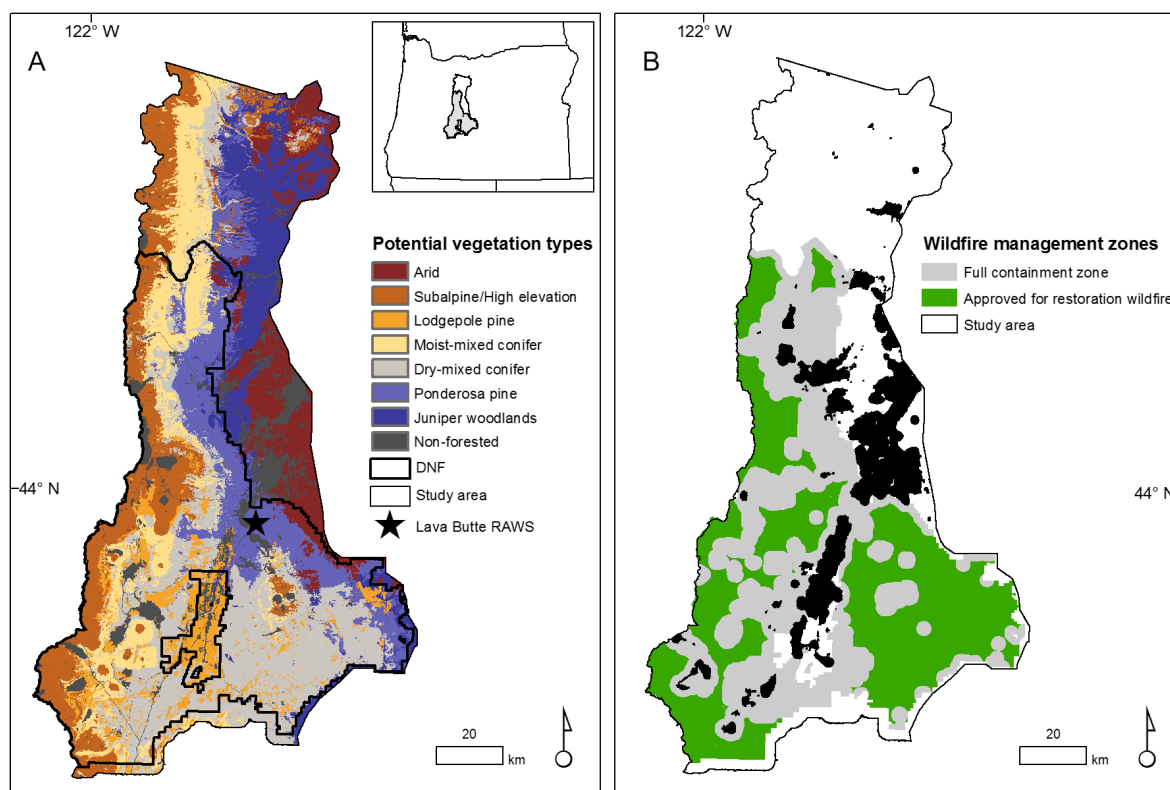 122° W
A
Potential vegetation types
Arid
Subalpine/High elevation
Lodgepole pine
Moist-mixed conifer
Dry-mixed conifer
Ponderosa pine
Juniper woodlands
Non-forested
DNF
Study area
Lava Butte RAWS
44° N
20
km
122° W
B
Wildfire management zones
Full containment zone
Approved for restoration wildfire
Study area
44° N
20
km